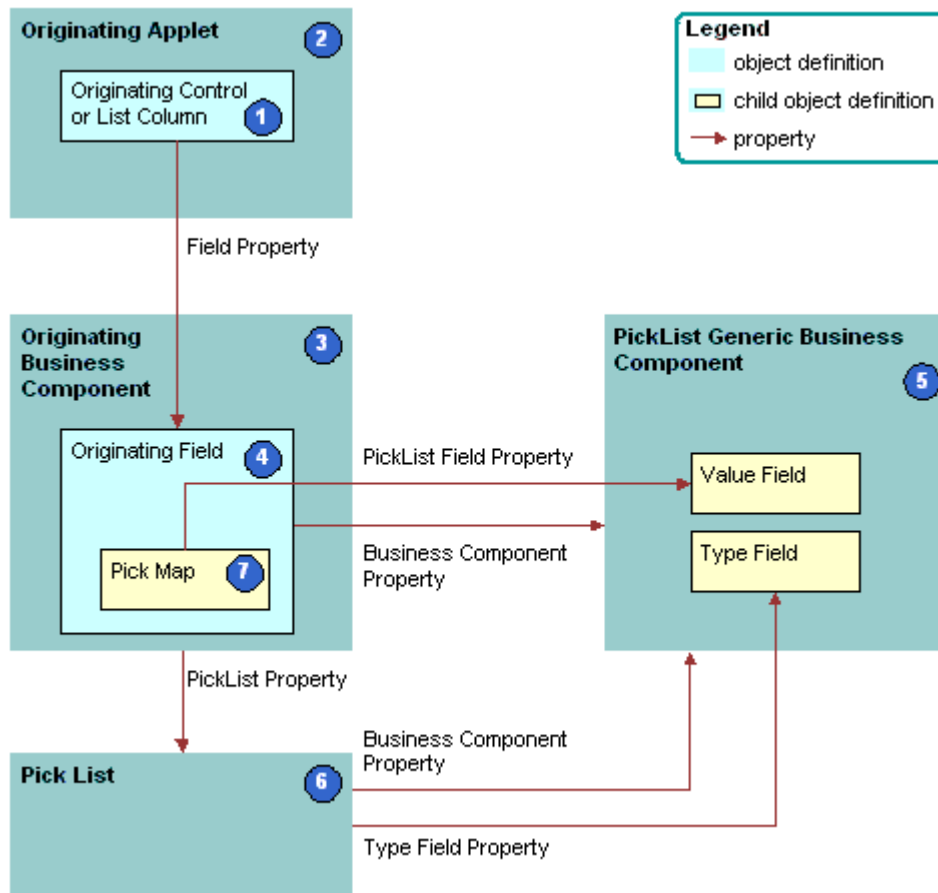 Originating Applet
2
Originating Control
or List Column
1
Legend
object definition
child object definition
property
Field Property
Originating
Business
Component
3
PickList Generic Business
Component
5
Originating Field
4
PickList Field Property
Value Field
Business Component
Property
Type Field
Pick Map
7
PickList Property
Business Component
Property
Pick List
6
Type Field Property